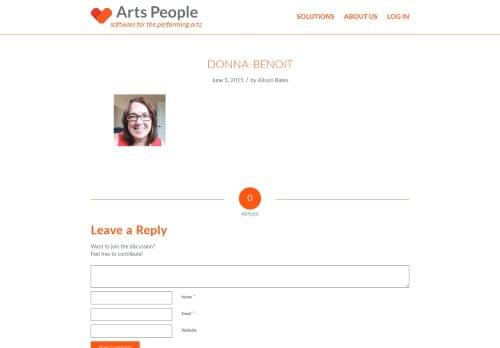 Arts People
software for the performing arts
SOLUTIONS ABOUT US LOG IN
DONNA-BENOIT
June 5, 2015 / by Alison Bates
0
REPLIES
Leave a Reply
Want to join the discussion?
Feel free to contribute!
Name *
Email *
Website